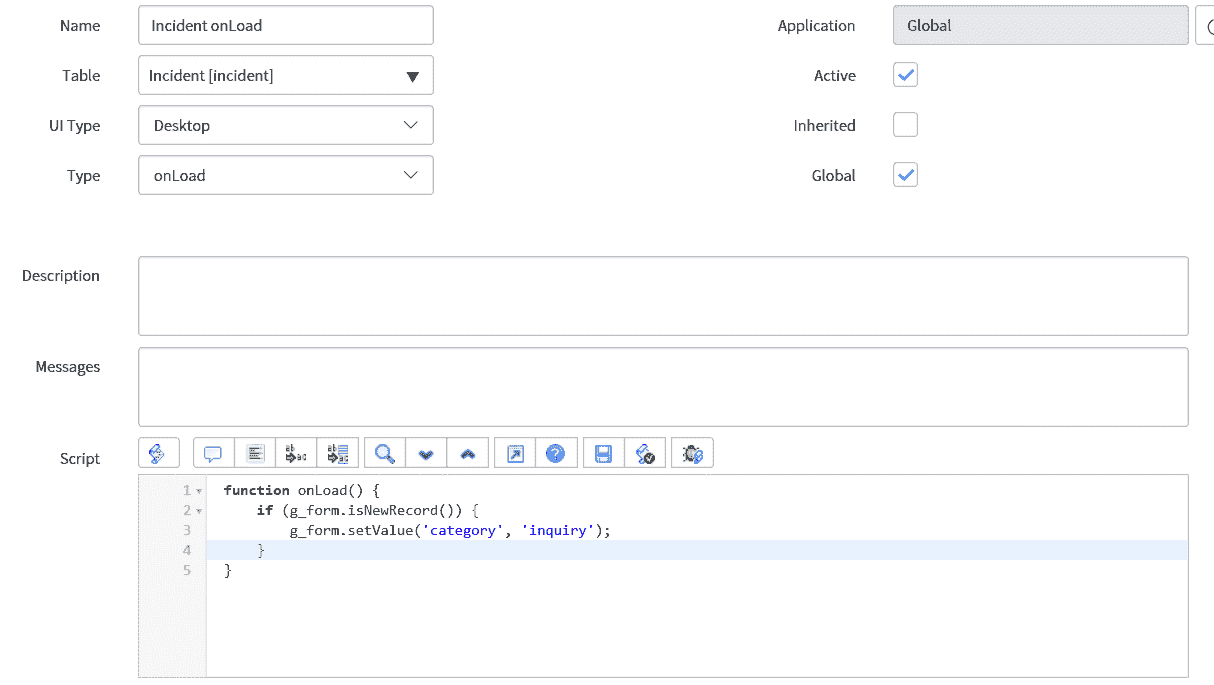 Name Incident onLoad Application Global
Table Incident [incident] Active
UI Type Desktop Inherited
Type onLoad Global
Description
Messages
Script
1 function onLoad() {
2     if (g_form.isNewRecord()) {
3         g_form.setValue('category', 'inquiry');
4     }
5 }